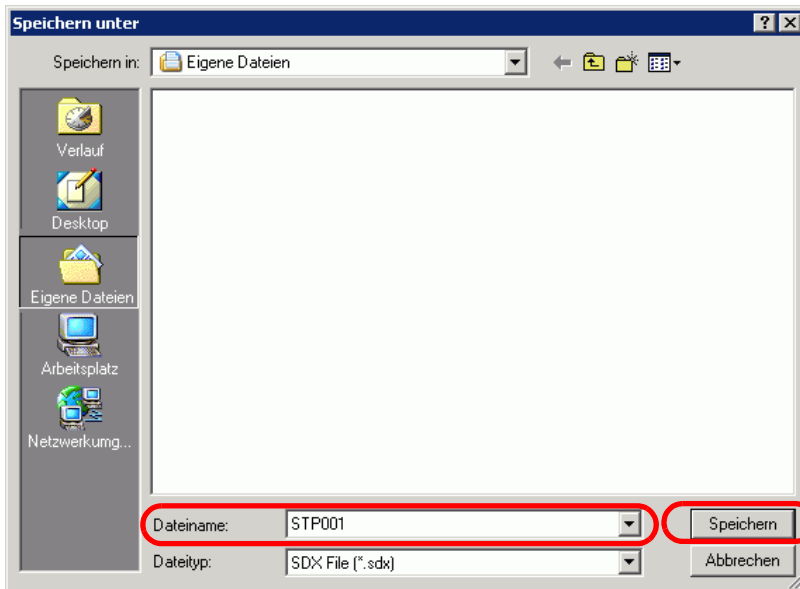 Speichern unter
Speichern in: Eigene Dateien
Verlauf
Desktop
Eigene Dateien
Arbeitsplatz
Netzwerkumg...
Dateiname: STP001 Speichern
Dateityp: SDX File (*.sdx) Abbrechen